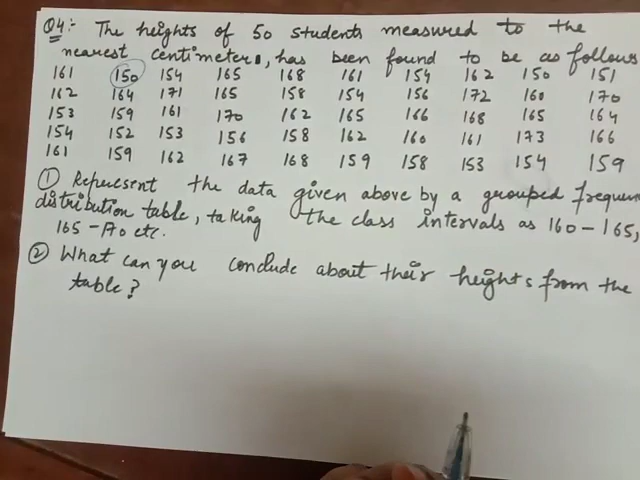 Q4:- The heights of 50 students measured to the
nearest centimeters, has been found to be as follows
161 150 154 165 168 161 154 162 150 151
162 164 171 165 158 154 156 172 160 170
153 159 161 170 162 165 166 168 165 164
154 152 153 156 158 162 160 161 173 166
161 159 162 167 168 159 158 153 154 159
① Represent the data given above by a grouped frequen
distribution table, taking the class intervals as 160-165,
165-170 etc.
② What can you conclude about their heights from the
table?